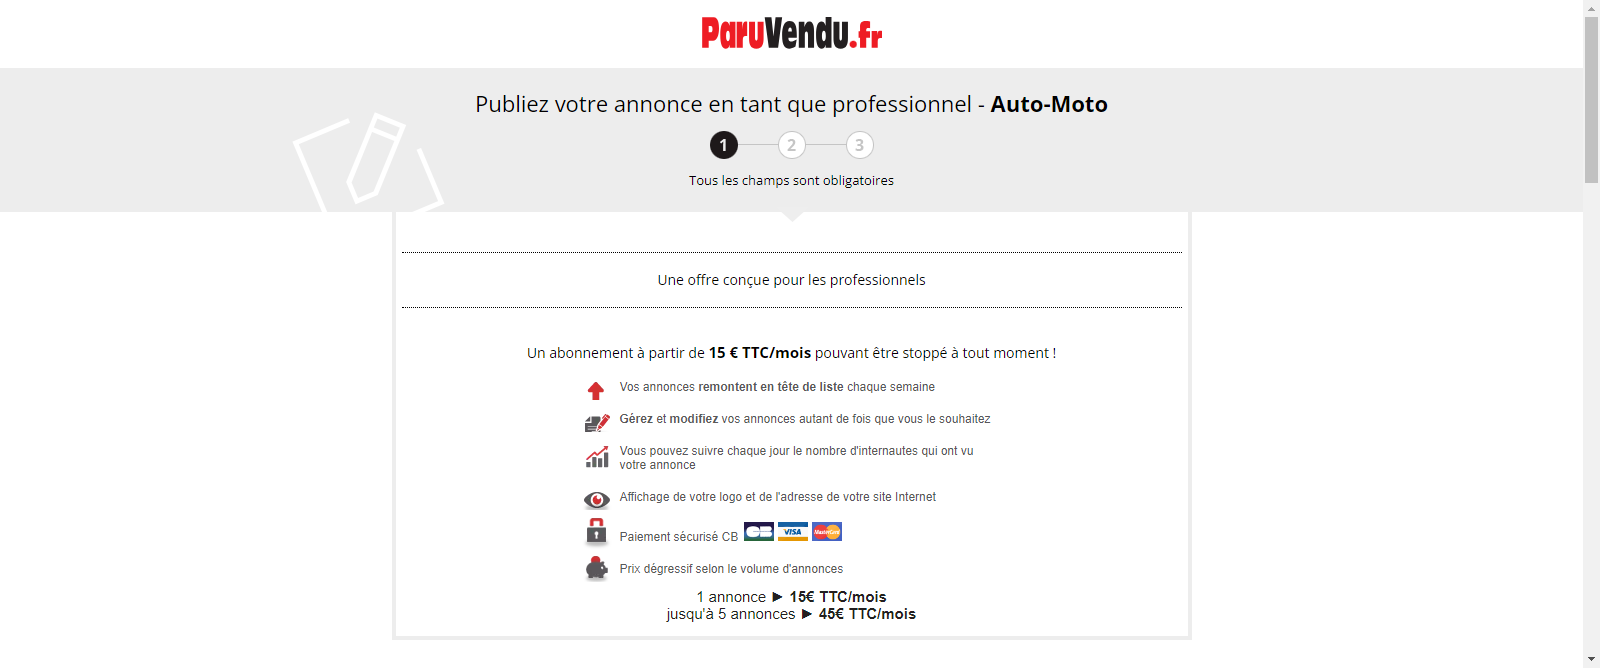 ParuVendu.fr
Publiez votre annonce en tant que professionnel - Auto-Moto
1 2 3
Tous les champs sont obligatoires
Une offre conçue pour les professionnels
Un abonnement à partir de 15 € TTC/mois pouvant être stoppé à tout moment !
Vos annonces remontent en tête de liste chaque semaine
Gérez et modifiez vos annonces autant de fois que vous le souhaitez
Vous pouvez suivre chaque jour le nombre d'internautes qui ont vu
votre annonce
Affichage de votre logo et de l'adresse de votre site Internet
Paiement sécurisé CB CB VISA MasterCard
Prix dégressif selon le volume d'annonces
1 annonce ► 15€ TTC/mois
jusqu'à 5 annonces ► 45€ TTC/mois